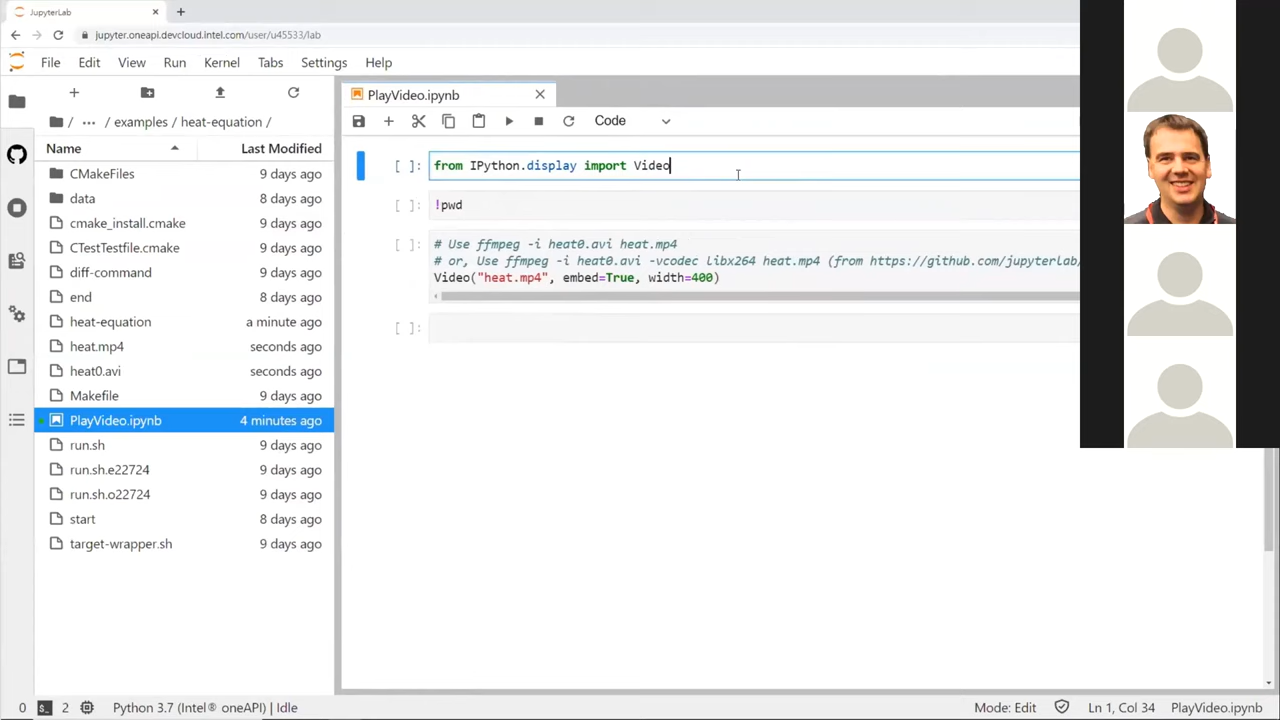 JupyterLab
jupyter.oneapi.devcloud.intel.com/user/u45533/lab
File Edit View Run Kernel Tabs Settings Help
PlayVideo.ipynb
/ ... / examples / heat-equation /
Code
Name Last Modified
CMakeFiles 9 days ago
data 8 days ago
cmake_install.cmake 9 days ago
CTestTestfile.cmake 9 days ago
diff-command 9 days ago
end 8 days ago
heat-equation a minute ago
heat.mp4 seconds ago
heat0.avi seconds ago
Makefile 9 days ago
PlayVideo.ipynb 4 minutes ago
run.sh 9 days ago
run.sh.e22724 9 days ago
run.sh.o22724 9 days ago
start 8 days ago
target-wrapper.sh 9 days ago
[ ]: from IPython.display import Video
[ ]: !pwd
[ ]: # Use ffmpeg -i heat0.avi heat.mp4
# or, Use ffmpeg -i heat0.avi -vcodec libx264 heat.mp4 (from https://github.com/jupyterlab/
Video("heat.mp4", embed=True, width=400)
[ ]:
0 2 Python 3.7 (Intel® oneAPI) | Idle Mode: Edit Ln 1, Col 34 PlayVideo.ipynb